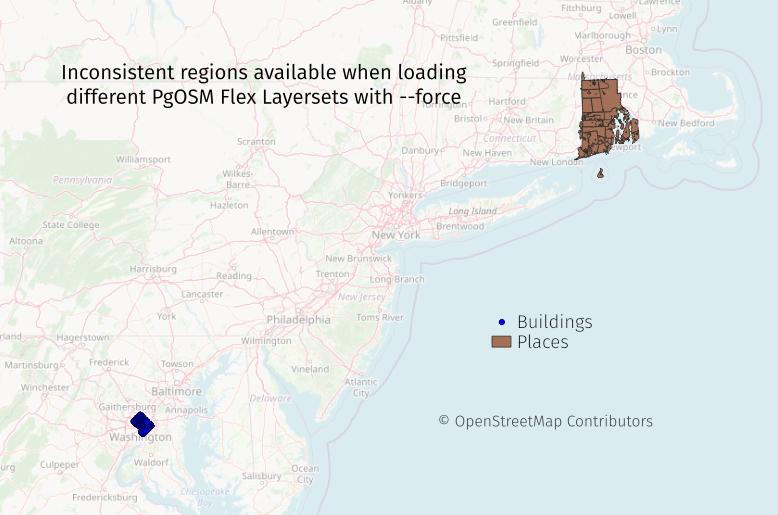 Albany
Fitchburg
Greenfield
Lowell
Lynn
Pittsfield
Marlborough
Boston
Springfield
Worcester
Inconsistent regions available when loading
different PgOSM Flex Layersets with --force
Brockton
Hartford
Bristol
New Britain
New Bedford
Connecticut
Scranton
Danbury
New Haven
New London
Williamsport
Wilkes-
Barre
Bridgeport
Pennsylvania
Yonkers
Hazleton
Long Island
State College
Brentwood
Allentown
New York
Altoona
New Brunswick
Harrisburg
Reading
Trenton
Long Branch
Lancaster
New Jersey
York
Philadelphia
Toms River
Buildings
Hagerstown
Wilmington
Places
Martinsburg
Frederick
Towson
Vineland
Winchester
Baltimore
Atlantic
City
Gaithersburg
Annapolis
Delaware
Washington
© OpenStreetMap Contributors
Culpeper
Waldorf
Ocean
City
Salisbury
Fredericksburg
Chesapeake
Bay